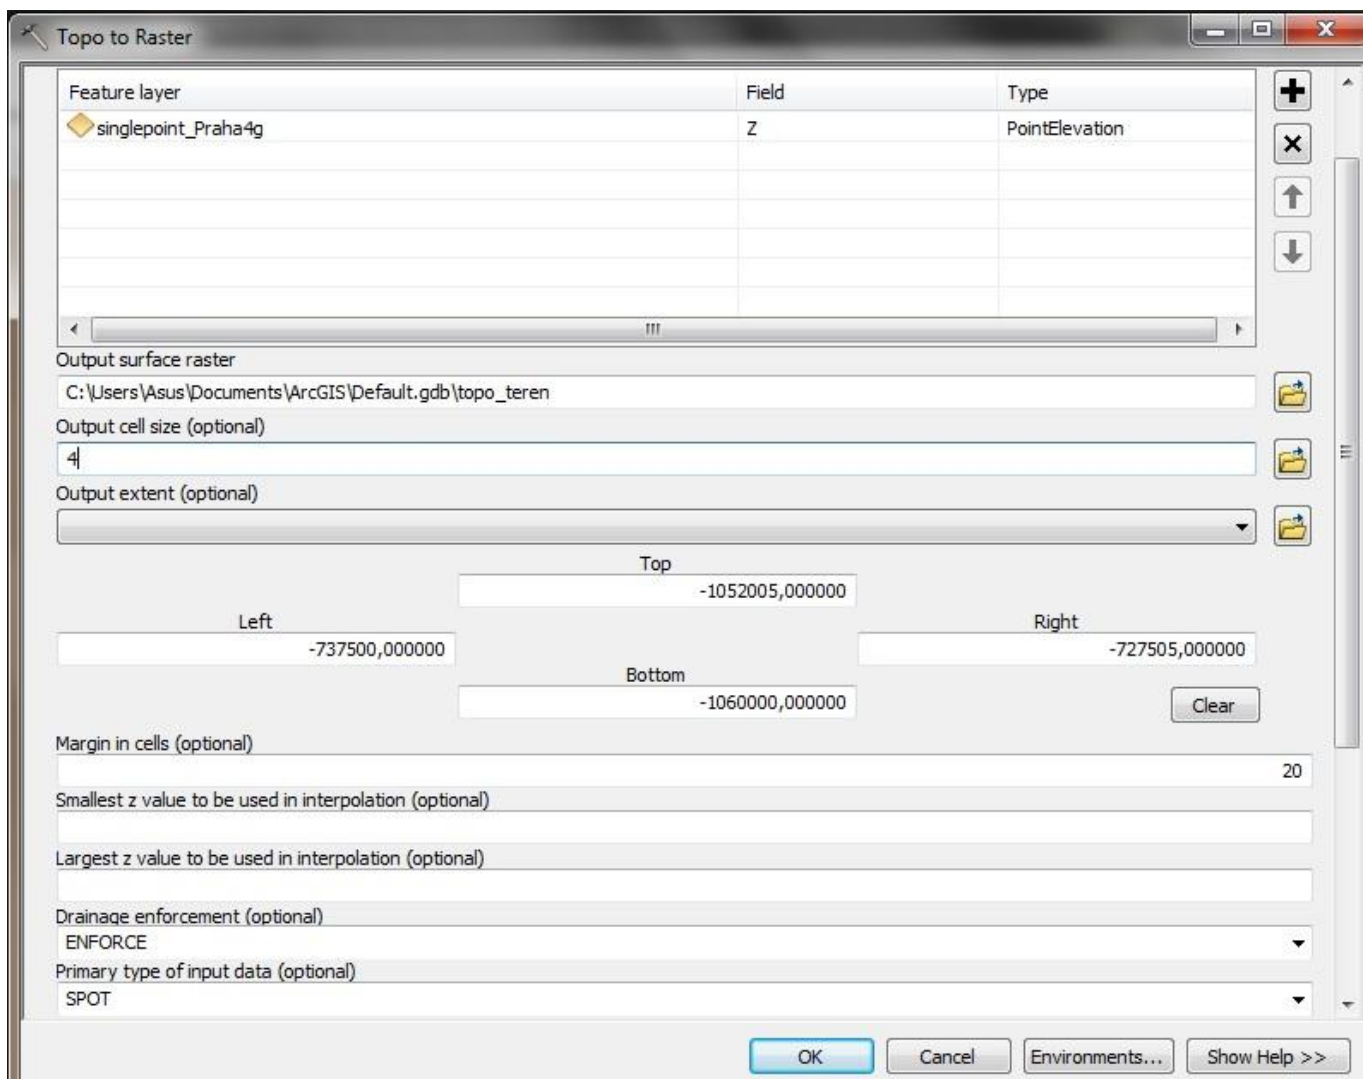 Topo to Raster
Feature layer Field Type
singlepoint_Praha4g Z PointElevation
Output surface raster
C:\Users\Asus\Documents\ArcGIS\Default.gdb\topo_teren
Output cell size (optional)
4
Output extent (optional)
Top
-1052005,000000
Left Right
-737500,000000 -727505,000000
Bottom
-1060000,000000
Clear
Margin in cells (optional)
20
Smallest z value to be used in interpolation (optional)
Largest z value to be used in interpolation (optional)
Drainage enforcement (optional)
ENFORCE
Primary type of input data (optional)
SPOT
OK Cancel Environments... Show Help >>